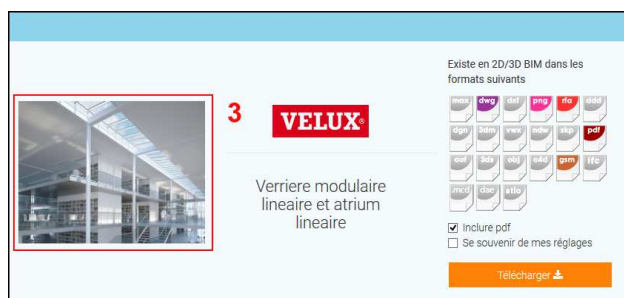 3
VELUX®
Verriere modulaire
lineaire et atrium
lineaire
Existe en 2D/3D BIM dans les
formats suivants
max dwg dxf png rfa ddd
dgn 3dm vwx ndw skp pdf
3ds obj c4d gsm ifc
.mcd dae atlo
Inclure pdf
Se souvenir de mes réglages
Télécharger